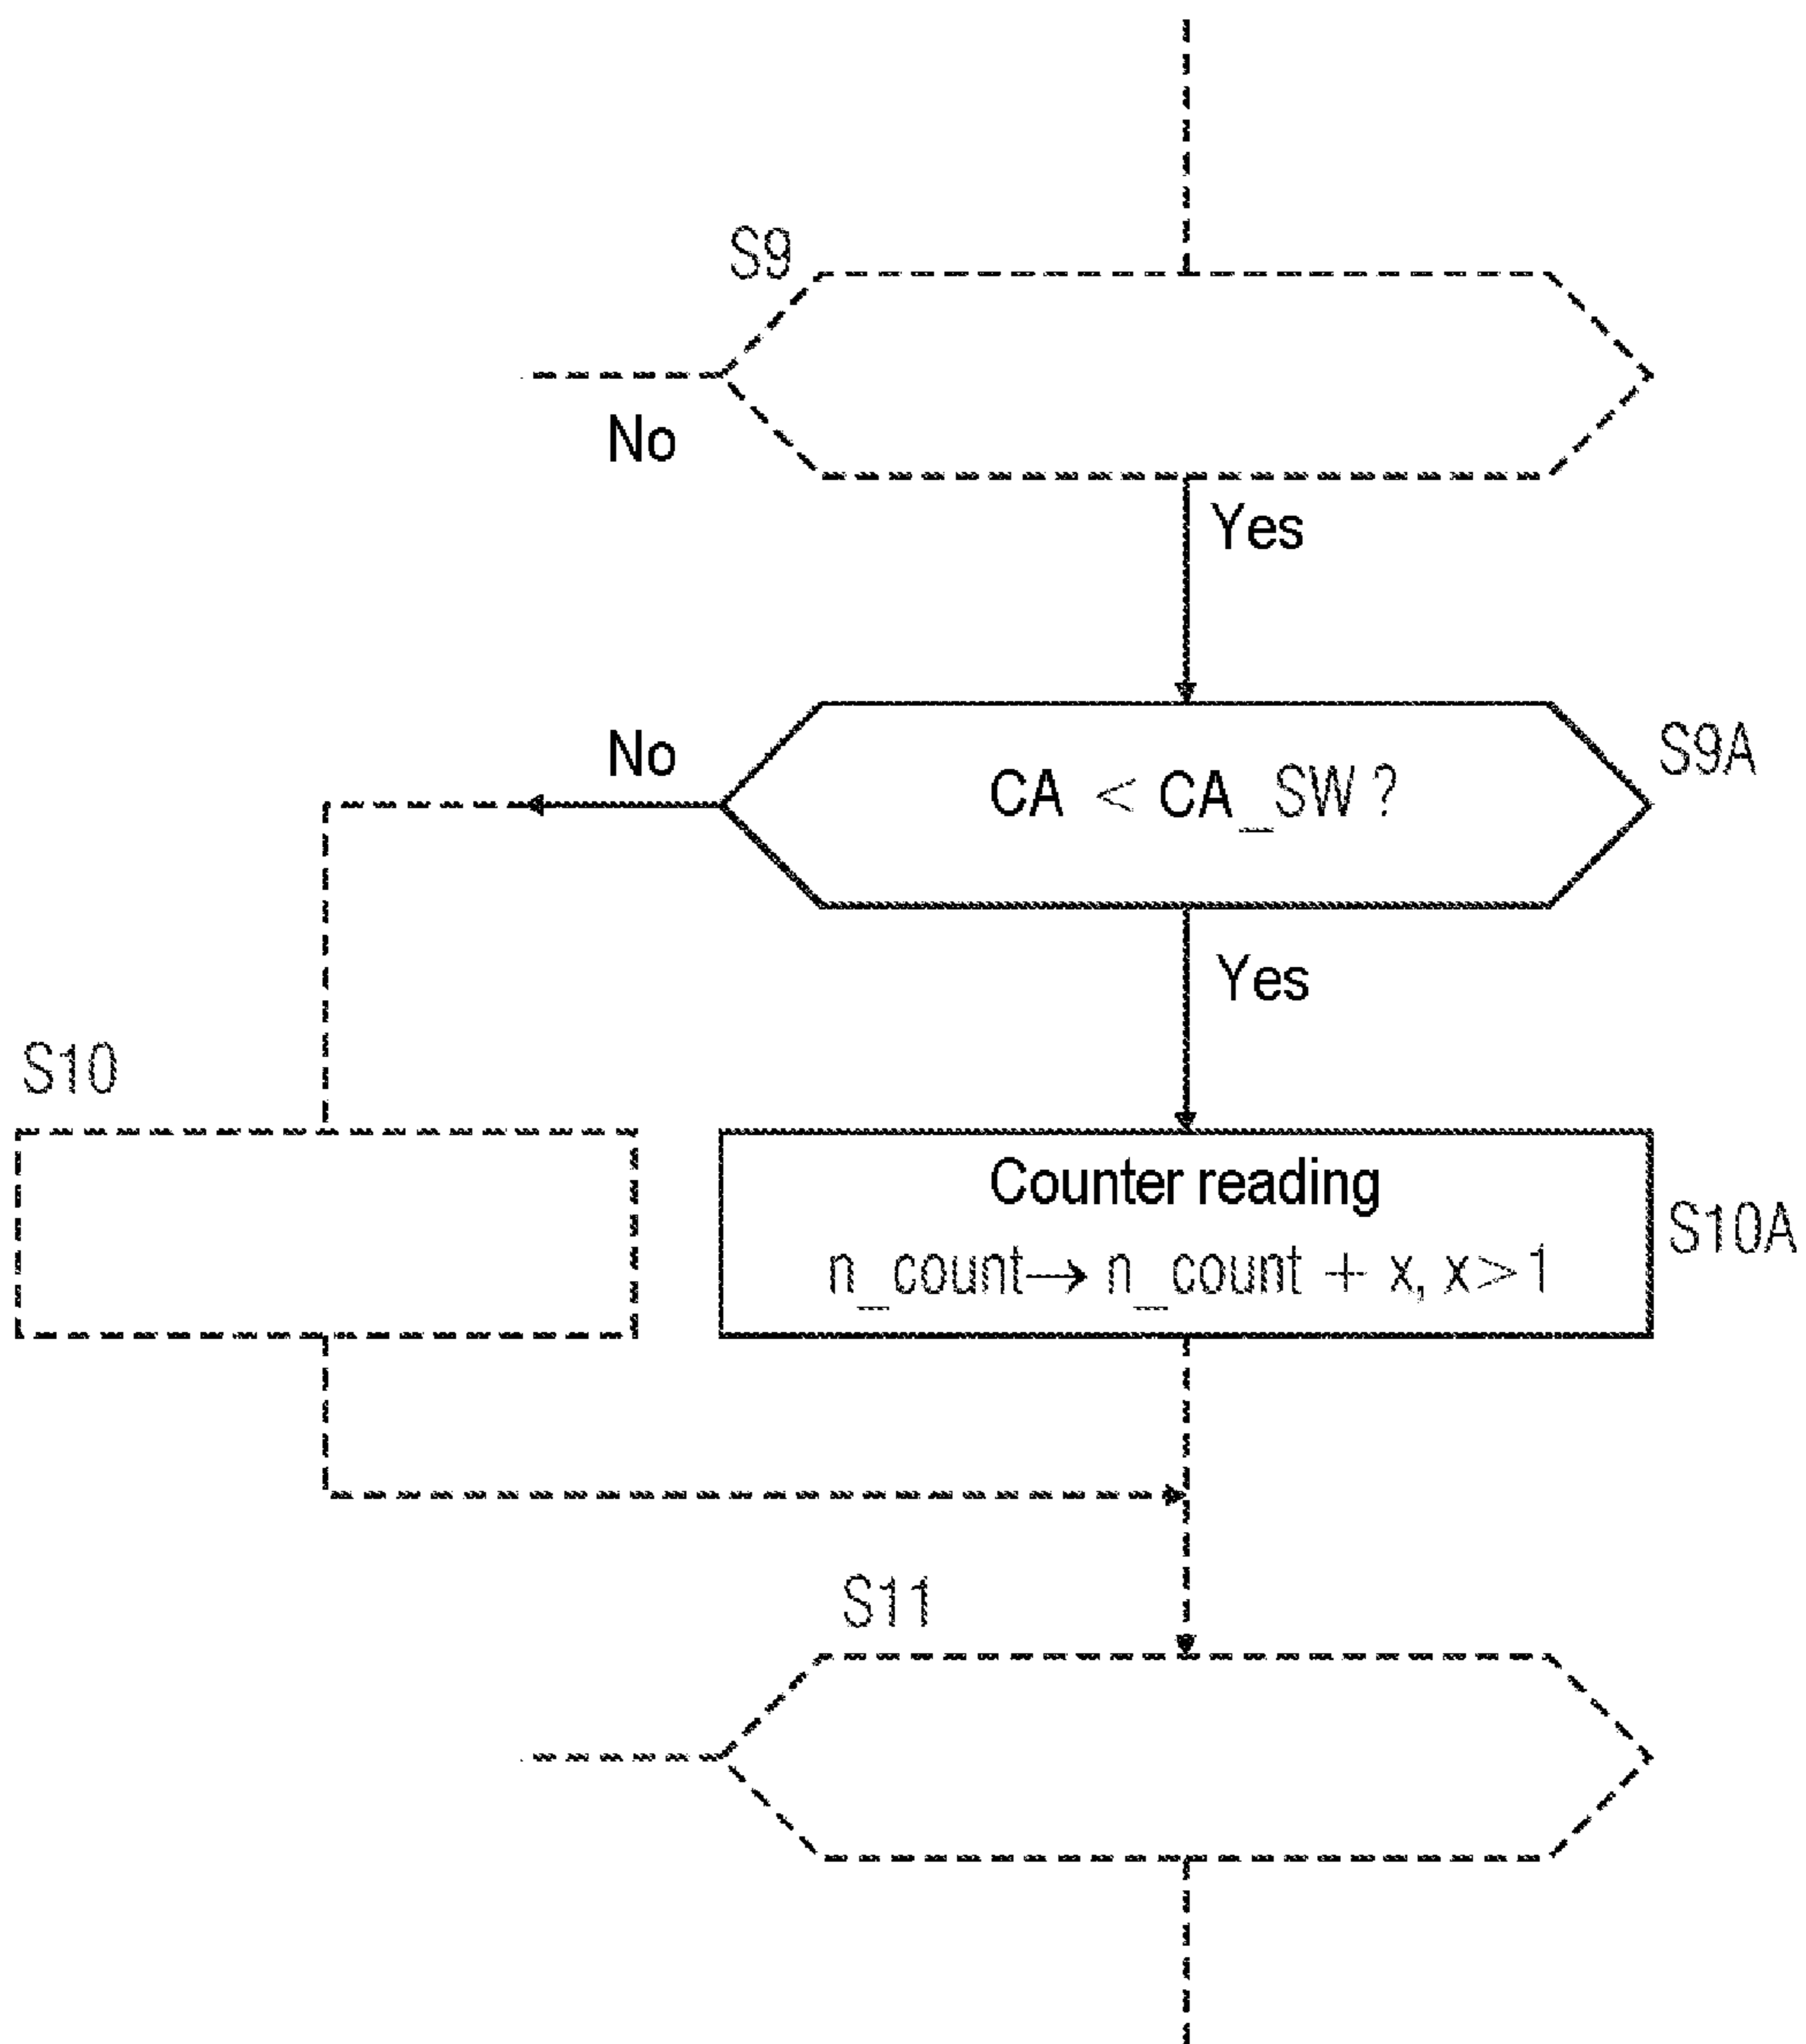 S9
No
Yes
No
CA < CA_SW ?
S9A
Yes
S10
Counter reading
n_count→ n_count + x, x>1
S10A
S11